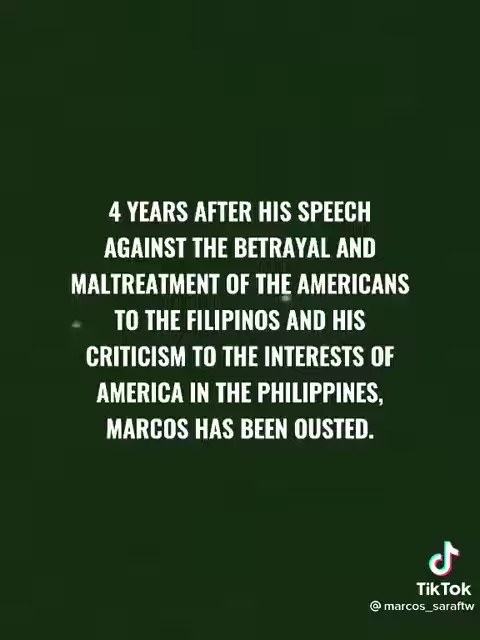 4 YEARS AFTER HIS SPEECH
AGAINST THE BETRAYAL AND
MALTREATMENT OF THE AMERICANS
TO THE FILIPINOS AND HIS
CRITICISM TO THE INTERESTS OF
AMERICA IN THE PHILIPPINES,
MARCOS HAS BEEN OUSTED.
TikTok
@marcos_saraftw